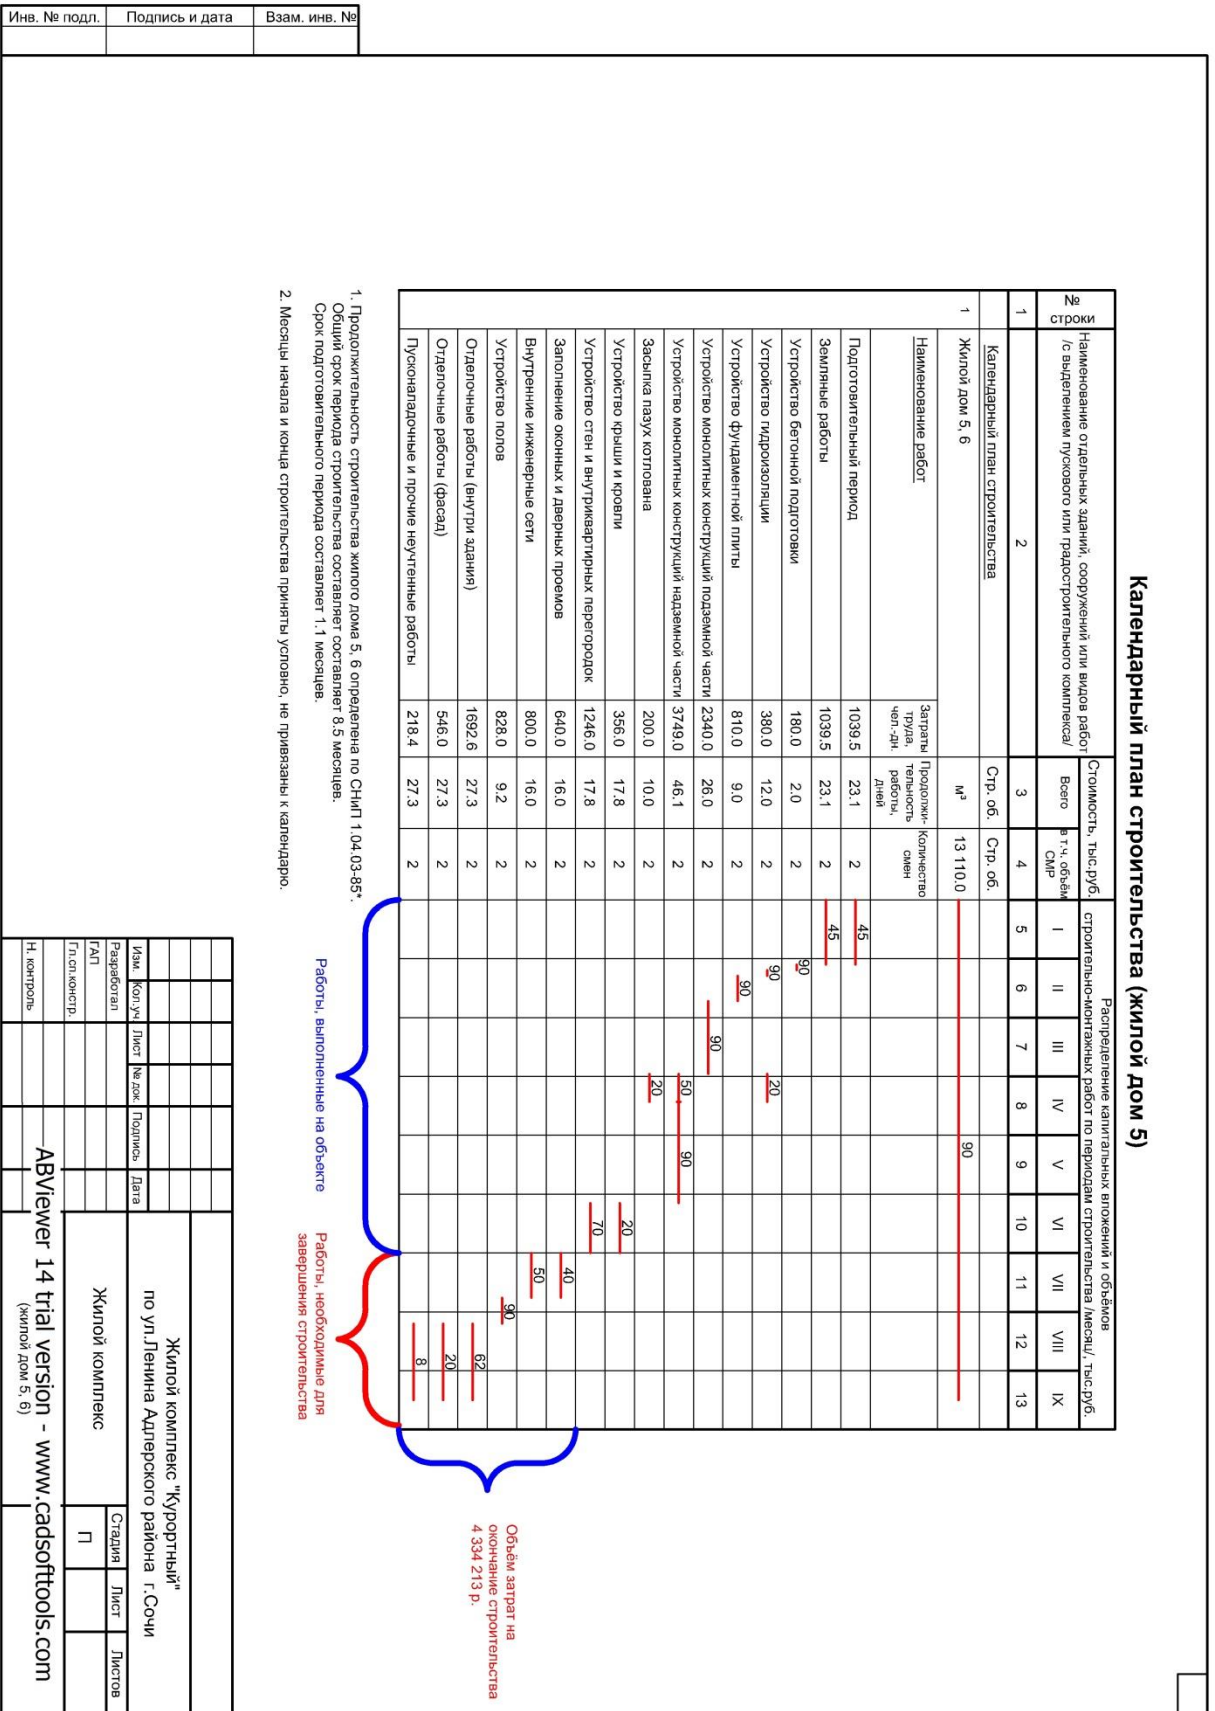 Инв. № подл.
Подпись и дата
Взам. инв. №
Календарный план строительства (жилой дом 5)
№
строки
Наименование отдельных зданий, сооружений или видов работ
/с выделением пускового или градостроительного комплекса/
Стоимость, тыс.руб.
Всего
в т.ч. объём
СМР
Распределение капитальных вложений и объёмов
строительно-монтажных работ по периодам строительства /месяц/, тыс.руб.
I II III IV V VI VII VIII IX
1 2 3 4 5 6 7 8 9 10 11 12 13
Календарный план строительства Стр. об. Стр. об.
1 Жилой дом 5, 6 м³ 13 110.0 90
Наименование работ
Затраты
труда,
чел.-дн.
Продолжи-
тельность
работы,
дней
Количество
смен
Подготовительный период 1039.5 23.1 2 45
Земляные работы 1039.5 23.1 2 45
Устройство бетонной подготовки 180.0 2.0 2 90
Устройство гидроизоляции 380.0 12.0 2 90 20
Устройство фундаментной плиты 810.0 9.0 2 90
Устройство монолитных конструкций подземной части 2340.0 26.0 2 90
Устройство монолитных конструкций надземной части 3749.0 46.1 2 50 90
Засыпка пазух котлована 200.0 10.0 2 20
Устройство крыши и кровли 356.0 17.8 2 20
Устройство стен и внутриквартирных перегородок 1246.0 17.8 2 70
Заполнение оконных и дверных проемов 640.0 16.0 2 40
Внутренние инженерные сети 800.0 16.0 2 50
Устройство полов 828.0 9.2 2 90
Отделочные работы (внутри здания) 1692.6 27.3 2 62
Отделочные работы (фасад) 546.0 27.3 2 20
Пусконаладочные и прочие неучтенные работы 218.4 27.3 2 8
Объём затрат на
окончание строительства
4 334 213 р.
Работы, выполненные на объекте
Работы, необходимые для
завершения строительства
1. Продолжительность строительства жилого дома 5, 6 определена по СНиП 1.04.03-85*.
Общий срок периода строительства составляет составляет 8.5 месяцев.
Срок подготовительного периода составляет 1.1 месяцев.
2. Месяцы начала и конца строительства приняты условно, не привязаны к календарю.
Жилой комплекс "Курортный"
по ул.Ленина Адлерского района г.Сочи
Изм. Кол.уч. Лист № док. Подпись Дата
Разработал
ГАП
Гл.сп.констр.
Н. контроль
Жилой комплекс
Стадия Лист Листов
П
ABViewer 14 trial version - www.cadsofttools.com
(жилой дом 5, 6)